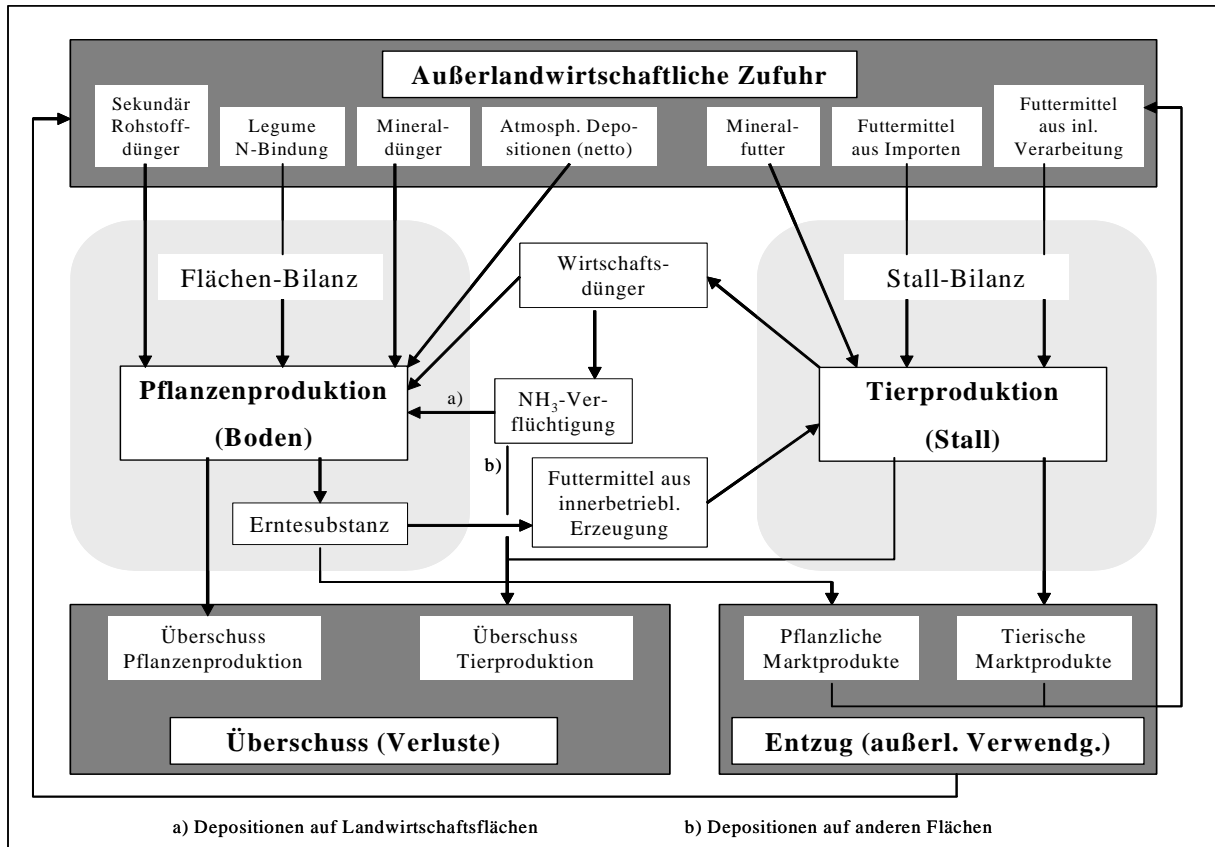 Außerlandwirtschaftliche Zufuhr
Sekundär
Rohstoff-
dünger
Legume
N-Bindung
Mineral-
dünger
Atmosph. Depo-
sitionen (netto)
Mineral-
futter
Futtermittel
aus Importen
Futtermittel
aus inl.
Verarbeitung
Flächen-Bilanz
Wirtschafts-
dünger
Stall-Bilanz
Pflanzenproduktion
(Boden)
a)
NH3-Ver-
flüchtigung
Tierproduktion
(Stall)
b)
Futtermittel aus
innerbetriebl.
Erzeugung
Erntesubstanz
Überschuss
Pflanzenproduktion
Überschuss
Tierproduktion
Pflanzliche
Marktprodukte
Tierische
Marktprodukte
Überschuss (Verluste)
Entzug (außerl. Verwendg.)
a) Depositionen auf Landwirtschaftsflächen
b) Depositionen auf anderen Flächen